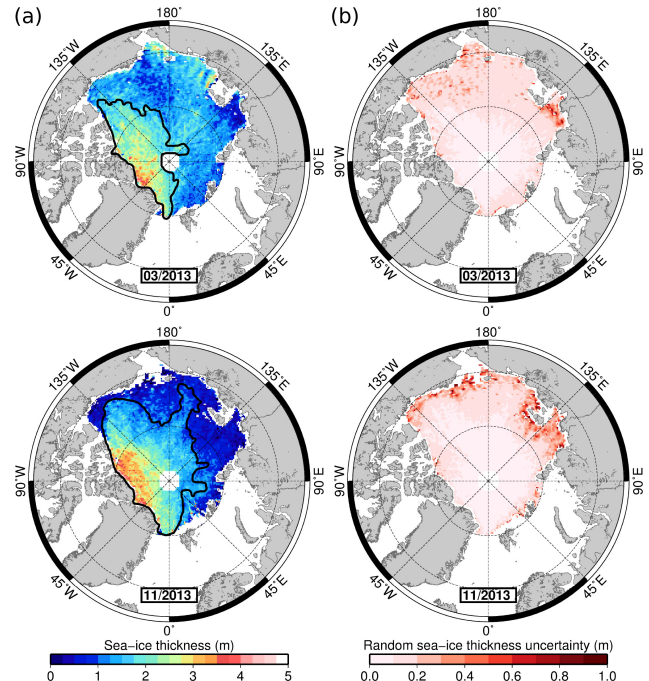 (a)
(b)
180˚
180˚
135˚W
135˚E
135˚W
135˚E
90˚W
90˚E
90˚W
90˚E
45˚W
45˚E
45˚W
45˚E
03/2013
03/2013
0˚
0˚
180˚
180˚
135˚W
135˚E
135˚W
135˚E
90˚W
90˚E
90˚W
90˚E
45˚W
45˚E
45˚W
45˚E
11/2013
11/2013
0˚
0˚
Sea-ice thickness (m)
0 1 2 3 4 5
Random sea-ice thickness uncertainty (m)
0.0 0.2 0.4 0.6 0.8 1.0